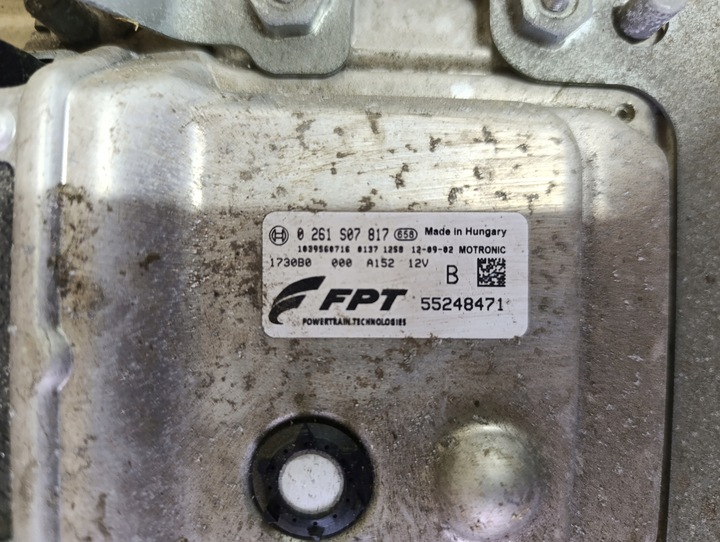 0 261 S07 817 658 Made in Hungary
1039S60716 0137 1258 12-09-02 MOTRONIC
1730B0 000 A152 12V
B
FPT 55248471
POWERTRAIN TECHNOLOGIES